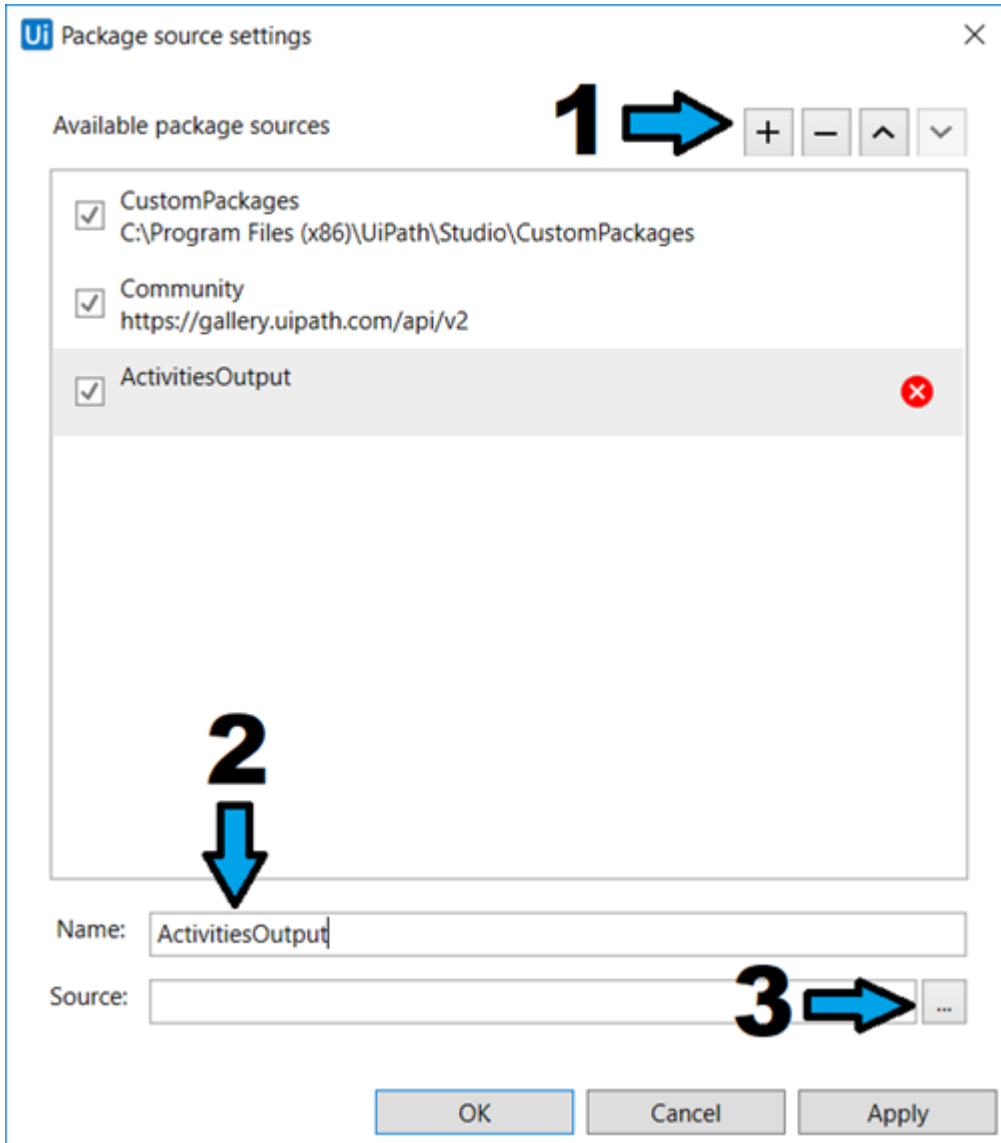 Ui Package source settings
1
Available package sources
CustomPackages
C:\Program Files (x86)\UiPath\Studio\CustomPackages
Community
https://gallery.uipath.com/api/v2
ActivitiesOutput
2
Name: ActivitiesOutput
Source: 3 ...
OK Cancel Apply